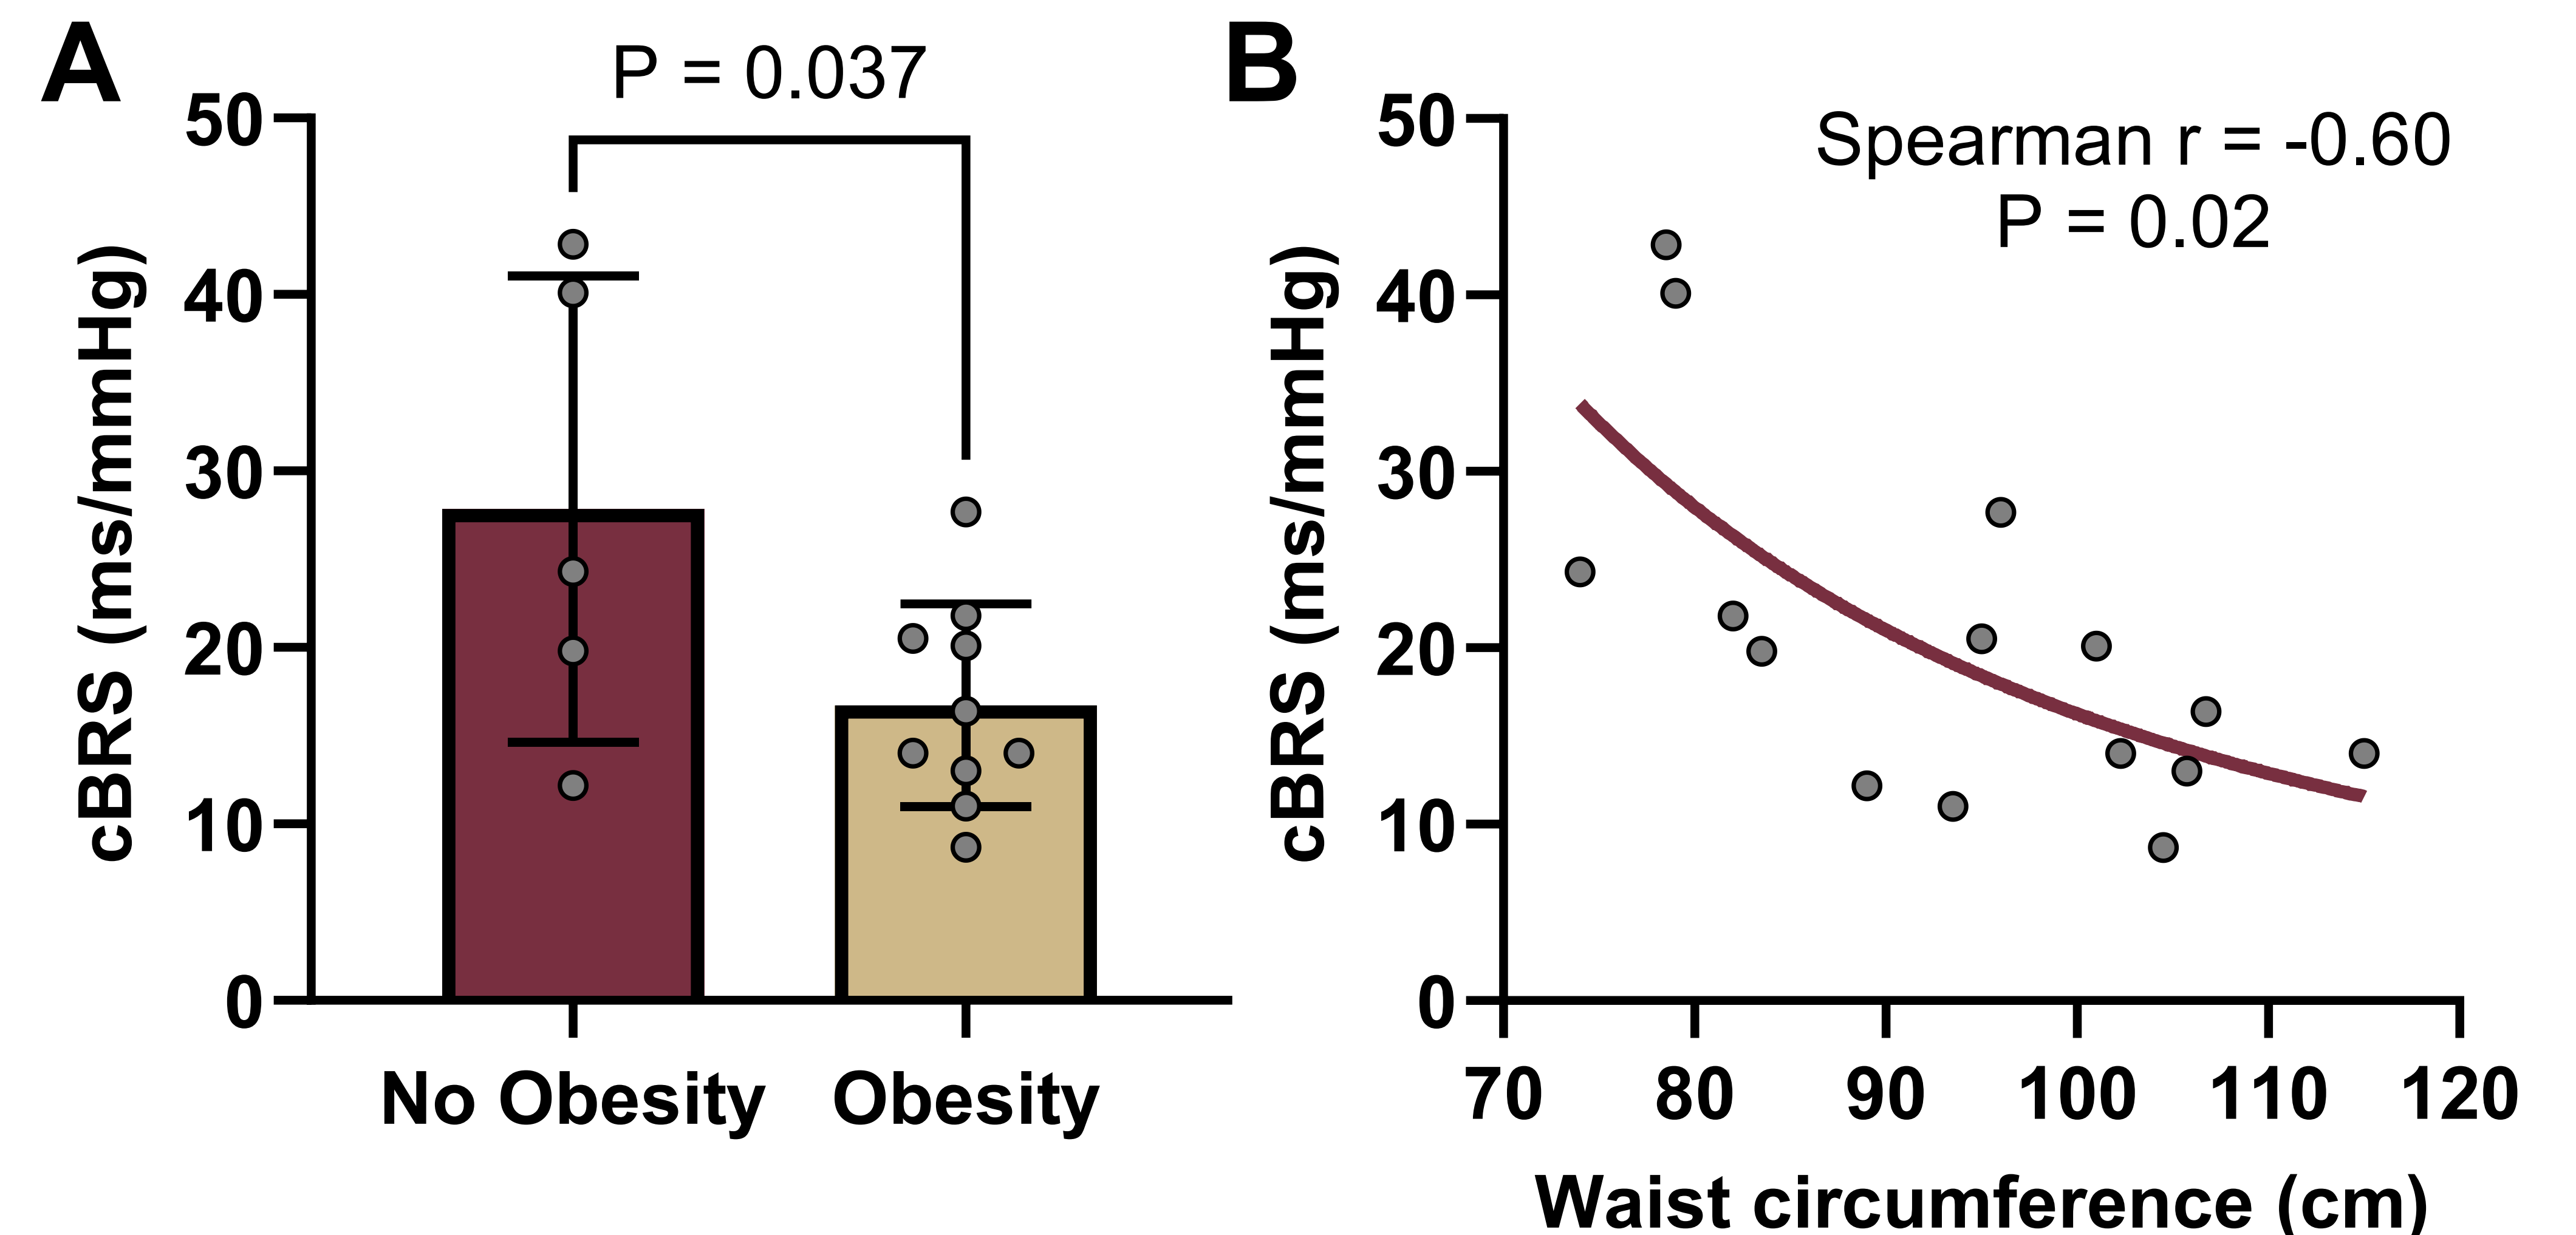 A
P = 0.037
cBRS (ms/mmHg)
50
40
30
20
10
0
No Obesity
Obesity
B
Spearman r = -0.60
P = 0.02
cBRS (ms/mmHg)
50
40
30
20
10
0
70 80 90 100 110 120
Waist circumference (cm)